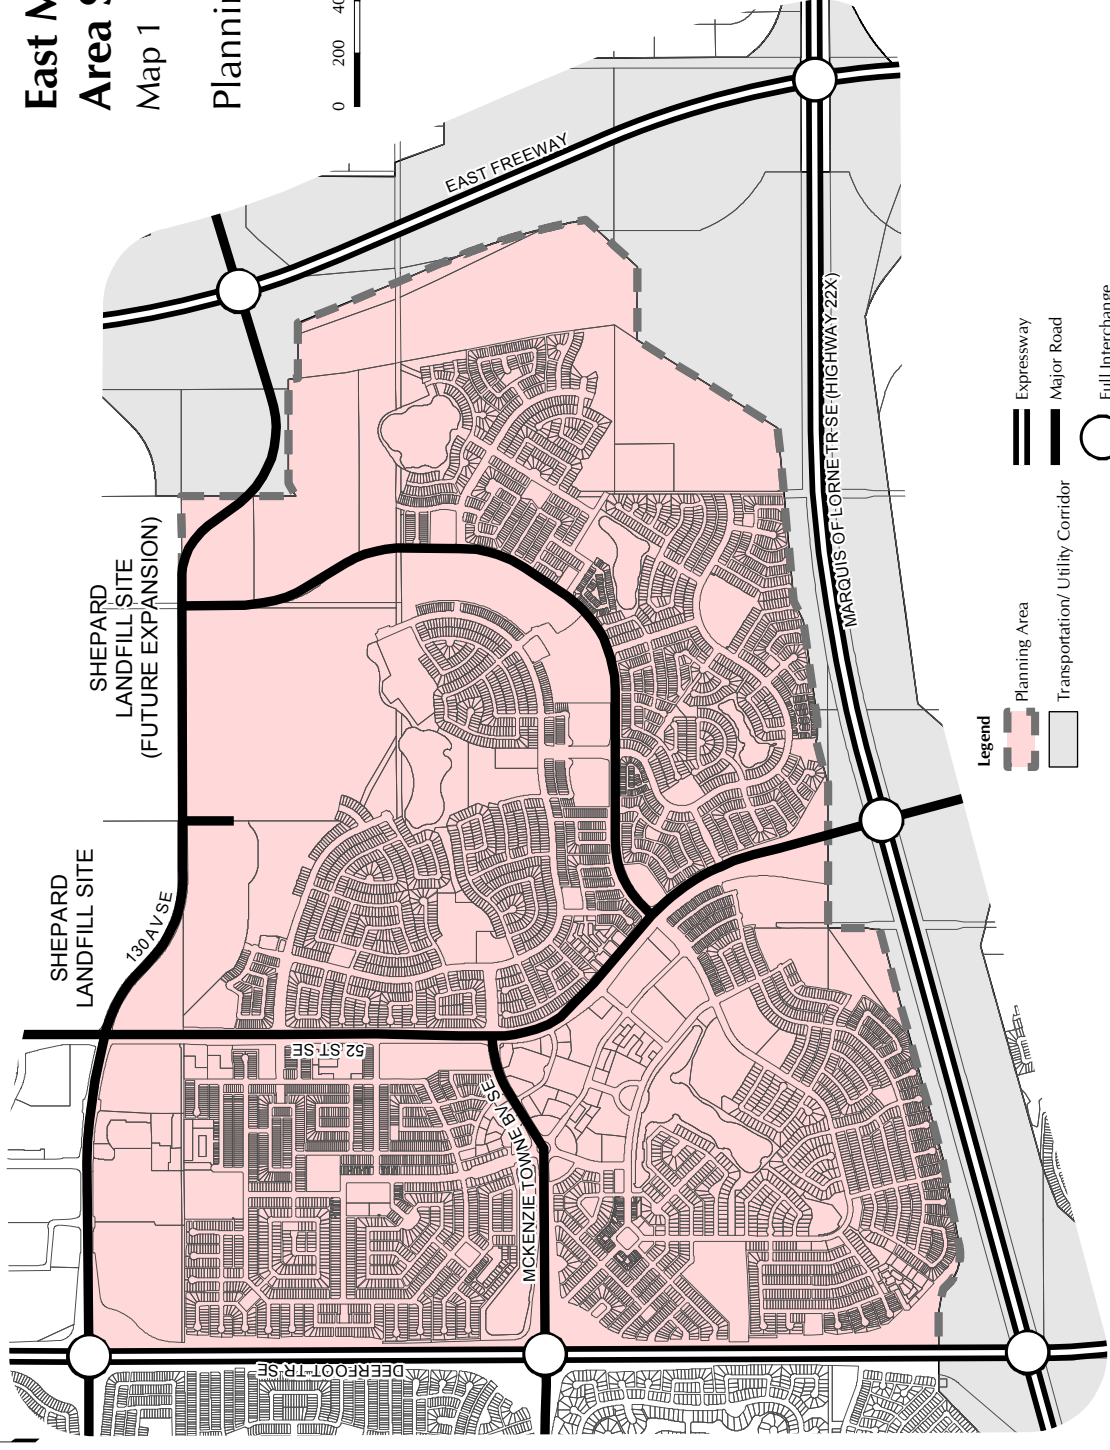 East
Area
Map 1
0 200
EAST FREEWAY
SHEPARD
LANDFILL SITE
(FUTURE EXPANSION)
SHEPARD
LANDFILL SITE
130 AV SE
52 ST SE
MCKENZIE TOWNE BV SE
DEERFOOT TR SE
MARQUIS OF LORNE TR SE (HIGHWAY 22X)
Legend
Planning Area
Transportation/ Utility Corridor
Expressway
Major Road
Full Interchange